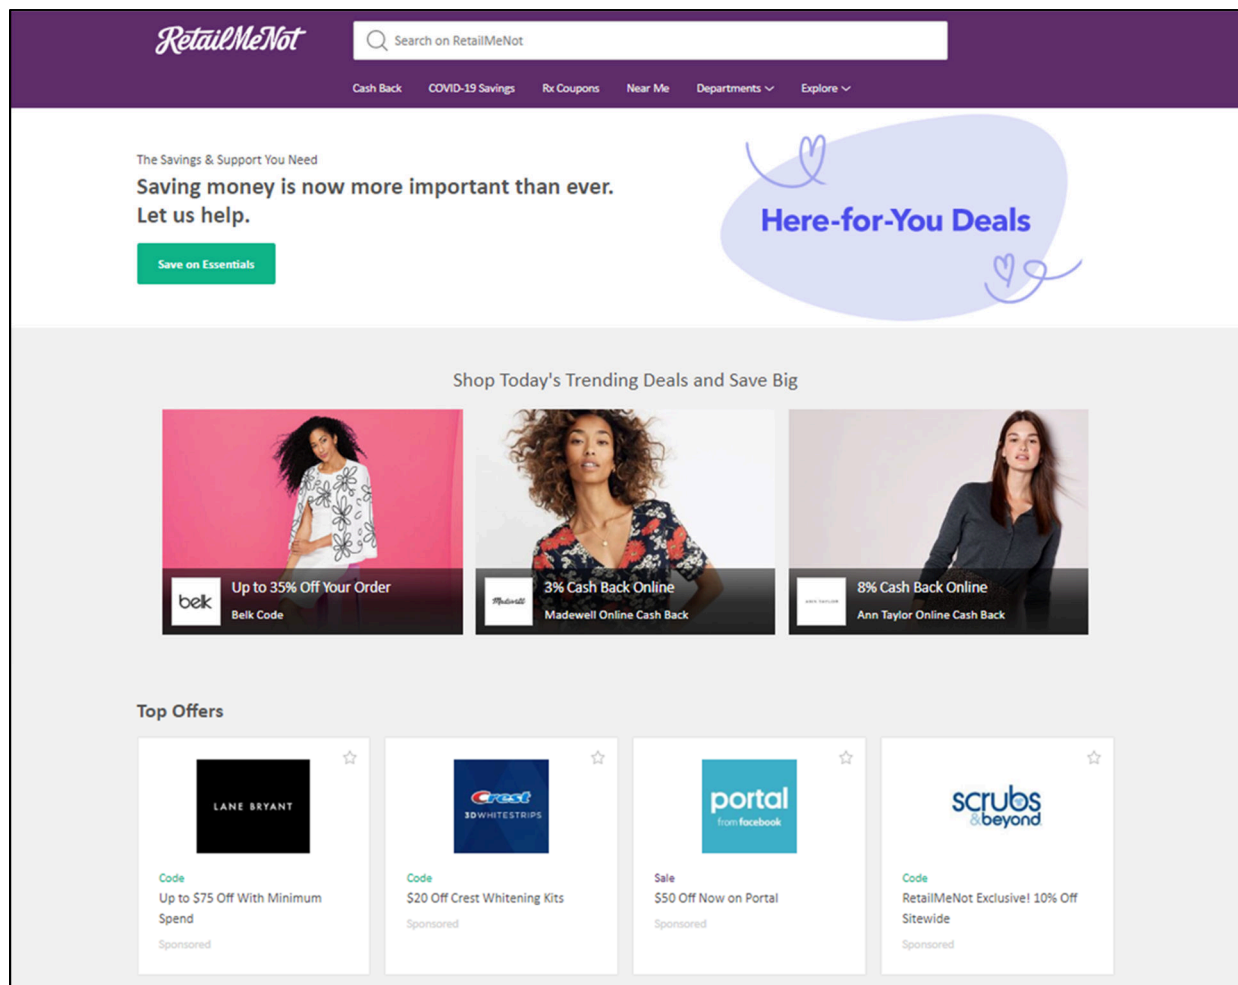 RetailMeNot
Search on RetailMeNot
Cash Back COVID-19 Savings Rx Coupons Near Me Departments Explore
The Savings & Support You Need
Saving money is now more important than ever.
Let us help.
Save on Essentials
Here-for-You Deals
Shop Today's Trending Deals and Save Big
belk
Up to 35% Off Your Order
Belk Code
Madewell
3% Cash Back Online
Madewell Online Cash Back
ANN TAYLOR
8% Cash Back Online
Ann Taylor Online Cash Back
Top Offers
LANE BRYANT
Code
Up to $75 Off With Minimum
Spend
Sponsored
Crest
3DWHITESTRIPS
Code
$20 Off Crest Whitening Kits
Sponsored
portal
from facebook
Sale
$50 Off Now on Portal
Sponsored
scrubs
&beyond
Code
RetailMeNot Exclusive! 10% Off
Sitewide
Sponsored